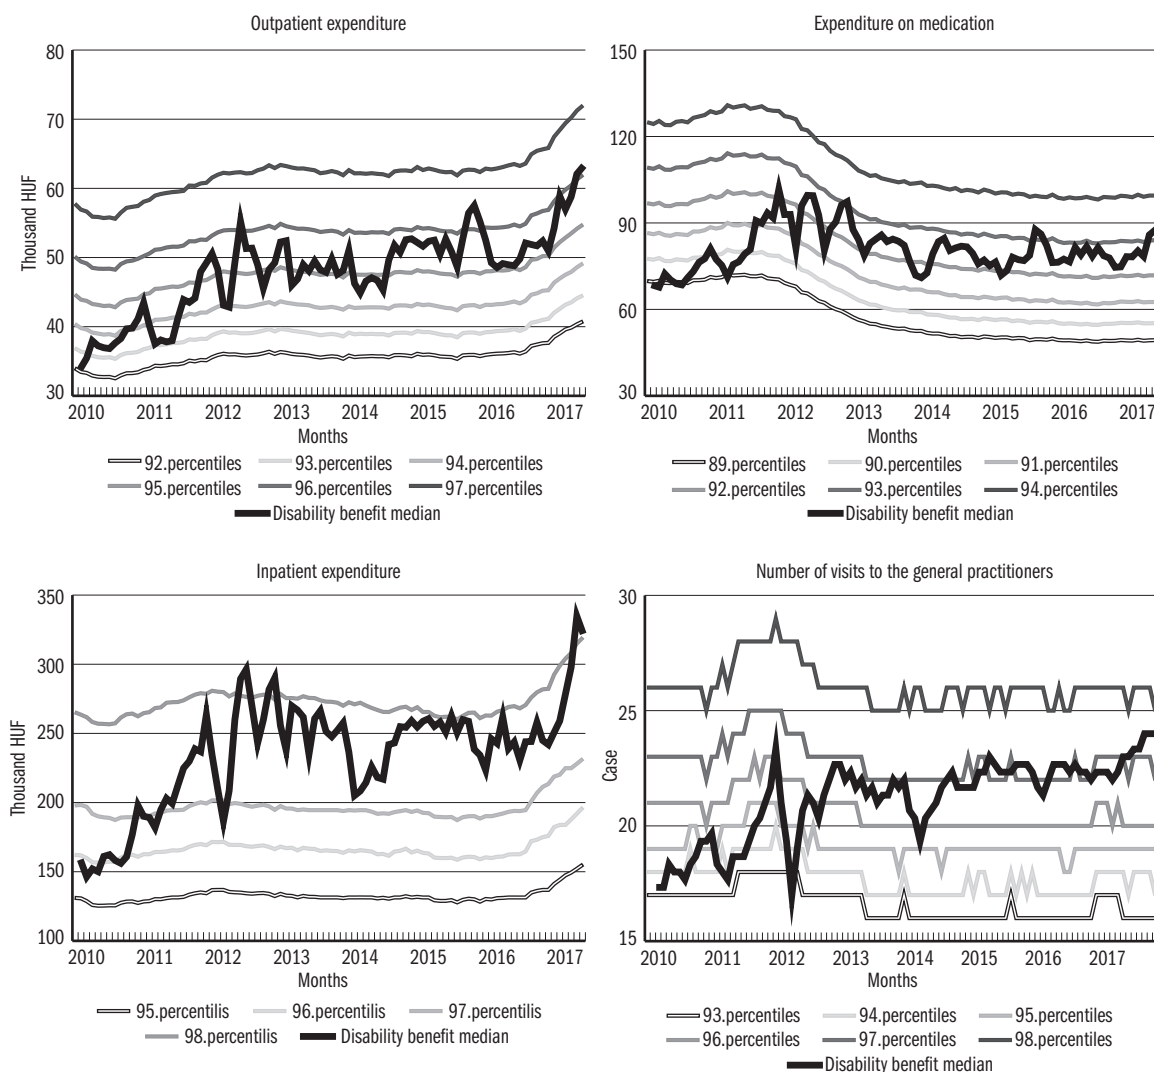 Outpatient expenditure
80
70
60
50
40
30
Thousand HUF
2010 2011 2012 2013 2014 2015 2016 2017
Months
92.percentiles 93.percentiles 94.percentiles
95.percentiles 96.percentiles 97.percentiles
Disability benefit median
Expenditure on medication
150
120
90
60
30
2010 2011 2012 2013 2014 2015 2016 2017
Months
89.percentiles 90.percentiles 91.percentiles
92.percentiles 93.percentiles 94.percentiles
Disability benefit median
Inpatient expenditure
350
300
250
200
150
100
Thousand HUF
2010 2011 2012 2013 2014 2015 2016 2017
Months
95.percentilis 96.percentilis 97.percentilis
98.percentilis Disability benefit median
Number of visits to the general practitioners
30
25
20
15
Case
2010 2011 2012 2013 2014 2015 2016 2017
Months
93.percentiles 94.percentiles 95.percentiles
96.percentiles 97.percentiles 98.percentiles
Disability benefit median